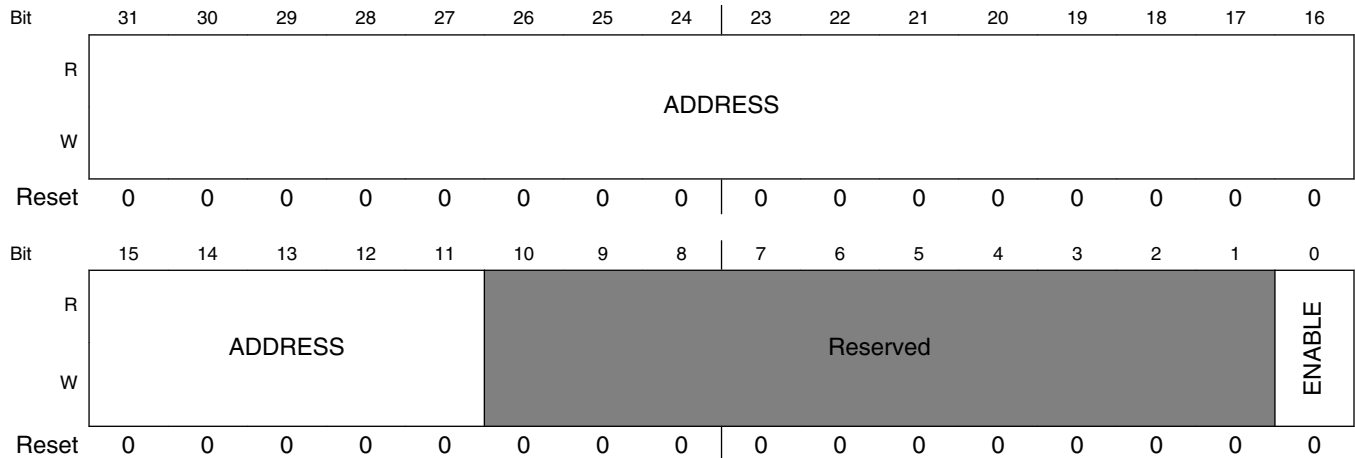 Bit 31 30 29 28 27 26 25 24 23 22 21 20 19 18 17 16
R
ADDRESS
W
Reset 0 0 0 0 0 0 0 0 0 0 0 0 0 0 0 0
Bit 15 14 13 12 11 10 9 8 7 6 5 4 3 2 1 0
R
ADDRESS Reserved ENABLE
W
Reset 0 0 0 0 0 0 0 0 0 0 0 0 0 0 0 0